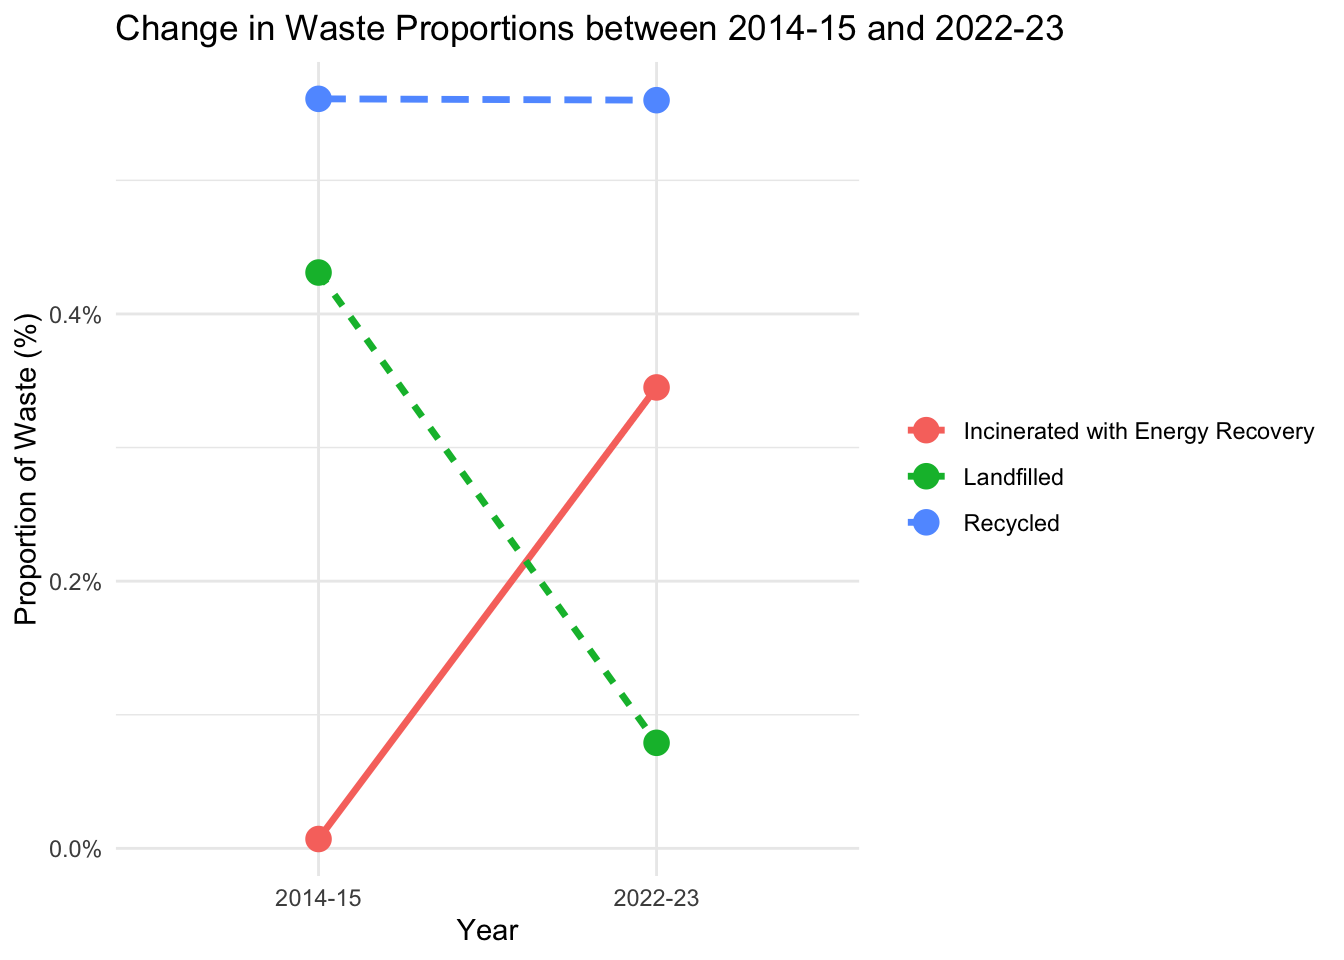 Change in Waste Proportions between 2014-15 and 2022-23
Proportion of Waste (%)
0.4%
0.2%
0.0%
2014-15
2022-23
Year
Incinerated with Energy Recovery
Landfilled
Recycled